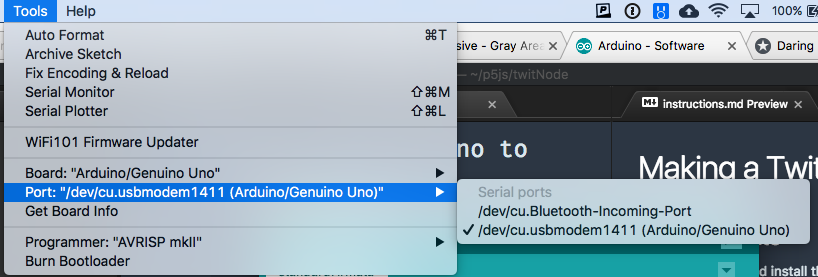 Tools
100%
Auto Format ⌘T
Archive Sketch
Fix Encoding & Reload
Serial Monitor ⇧⌘M
Serial Plotter ⇧⌘L
WiFi101 Firmware Updater
Board: "Arduino/Genuino Uno"
Port: "/dev/cu.usbmodem1411 (Arduino/Genuino Uno)"
Get Board Info
Programmer: "AVRISP mkII"
Burn Bootloader
Serial ports
/dev/cu.Bluetooth-Incoming-Port
✓ /dev/cu.usbmodem1411 (Arduino/Genuino Uno)
sive - Gray Area
Arduino - Software
Daring
— ~/p5js/twitNode
instructions.md Preview
no to
Making a Twit
d install th